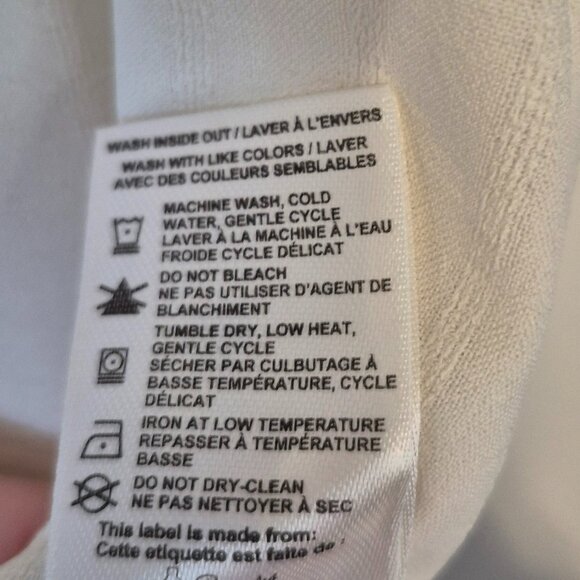 WASH INSIDE OUT / LAVER À L'ENVERS
WASH WITH LIKE COLORS / LAVER
AVEC DES COULEURS SEMBLABLES
MACHINE WASH, COLD
WATER, GENTLE CYCLE
LAVER À LA MACHINE À L'EAU
FROIDE CYCLE DÉLICAT
DO NOT BLEACH
NE PAS UTILISER D'AGENT DE
BLANCHIMENT
TUMBLE DRY, LOW HEAT,
GENTLE CYCLE
SÉCHER PAR CULBUTAGE À
BASSE TEMPÉRATURE, CYCLE
DÉLICAT
IRON AT LOW TEMPERATURE
REPASSER À TEMPÉRATURE
BASSE
DO NOT DRY-CLEAN
NE PAS NETTOYER À SEC
This label is made from:
Cette etiquette est faite de :